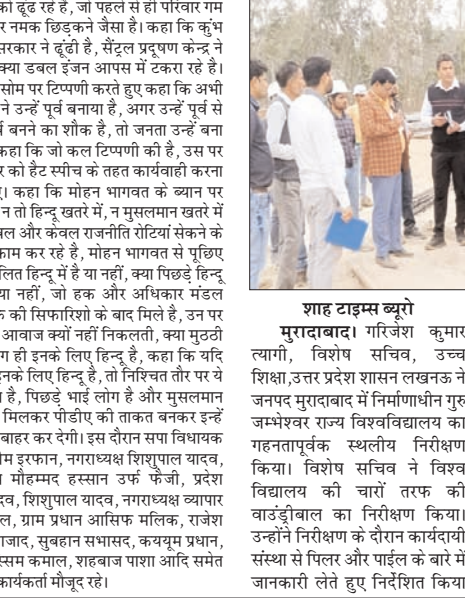 को ढूंढ रहे है, जो पहले से ही परिवार गम
र नमक छिड़कने जैसा है। कहा कि कुंभ
सरकार ने ढूंढी है, सैंट्रल प्रदूषण केन्द्र ने
क्या डबल इंजन आपस में टकरा रहे है।
सोम पर टिप्पणी करते हुए कहा कि अभी
ने उन्हें पूर्व बनाया है, अगर उन्हें पूर्व से
बनने का शौक है, तो जनता उन्हें बना
कहा कि जो कल टिप्पणी की है, उस पर
र को हैट स्पीच के तहत कार्यवाही करना
। कहा कि मोहन भागवत के ब्यान पर
न तो हिन्दू खतरे में, न मुसलमान खतरे में
बल और केवल राजनीति रोटियां सेकने के
काम कर रहे है, मोहन भागवत से पूछिए
लित हिन्दू में है या नहीं, क्या पिछड़े हिन्दू
या नहीं, जो हक और अधिकार मंडल
की सिफारिशो के बाद मिले है, उन पर
आवाज क्यों नहीं निकलती, क्या मुठठी
ग ही इनके लिए हिन्दू है, कहा कि यदि
नके लिए हिन्दू है, तो निश्चित तौर पर ये
है, पिछड़े भाई लोग है और मुसलमान
मिलकर पीडीए की ताकत बनकर इन्हें
बाहर कर देगी। इस दौरान सपा विधायक
ीम इरफान, नगराध्यक्ष शिशुपाल यादव,
मोहम्मद हस्सान उर्फ फैजी, प्रदेश
दव, शिशुपाल यादव, नगराध्यक्ष व्यापार
ल, ग्राम प्रधान आसिफ मलिक, राजेश
ाजाद, सुबहान सभासद, कययूम प्रधान,
स्सम कमाल, शहबाज पाशा आदि समेत
कार्यकर्ता मौजूद रहे।
शाह टाइम्स ब्यूरो
मुरादाबाद। गरिजेश कुमार
त्यागी, विशेष सचिव, उच्च
शिक्षा,उत्तर प्रदेश शासन लखनऊ ने
जनपद मुरादाबाद में निर्माणाधीन गुरु
जम्भेश्वर राज्य विश्वविद्यालय का
गहनतापूर्वक स्थलीय निरीक्षण
किया। विशेष सचिव ने विश्व
विद्यालय की चारों तरफ की
वाउंड्रीबाल का निरीक्षण किया।
उन्होंने निरीक्षण के दौरान कार्यदायी
संस्था से पिलर और पाईल के बारे में
जानकारी लेते हुए निर्देशित किया